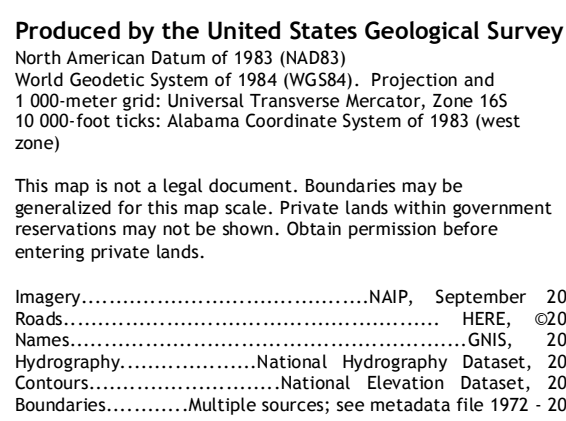 Produced by the United States Geological Survey
North American Datum of 1983 (NAD83)
World Geodetic System of 1984 (WGS84). Projection and
1 000-meter grid: Universal Transverse Mercator, Zone 16S
10 000-foot ticks: Alabama Coordinate System of 1983 (west
zone)
This map is not a legal document. Boundaries may be
generalized for this map scale. Private lands within government
reservations may not be shown. Obtain permission before
entering private lands.
Imagery..........................................NAIP, September 20
Roads....................................................... HERE, ©20
Names..........................................................GNIS, 20
Hydrography....................National Hydrography Dataset, 20
Contours............................National Elevation Dataset, 20
Boundaries............Multiple sources; see metadata file 1972 - 20